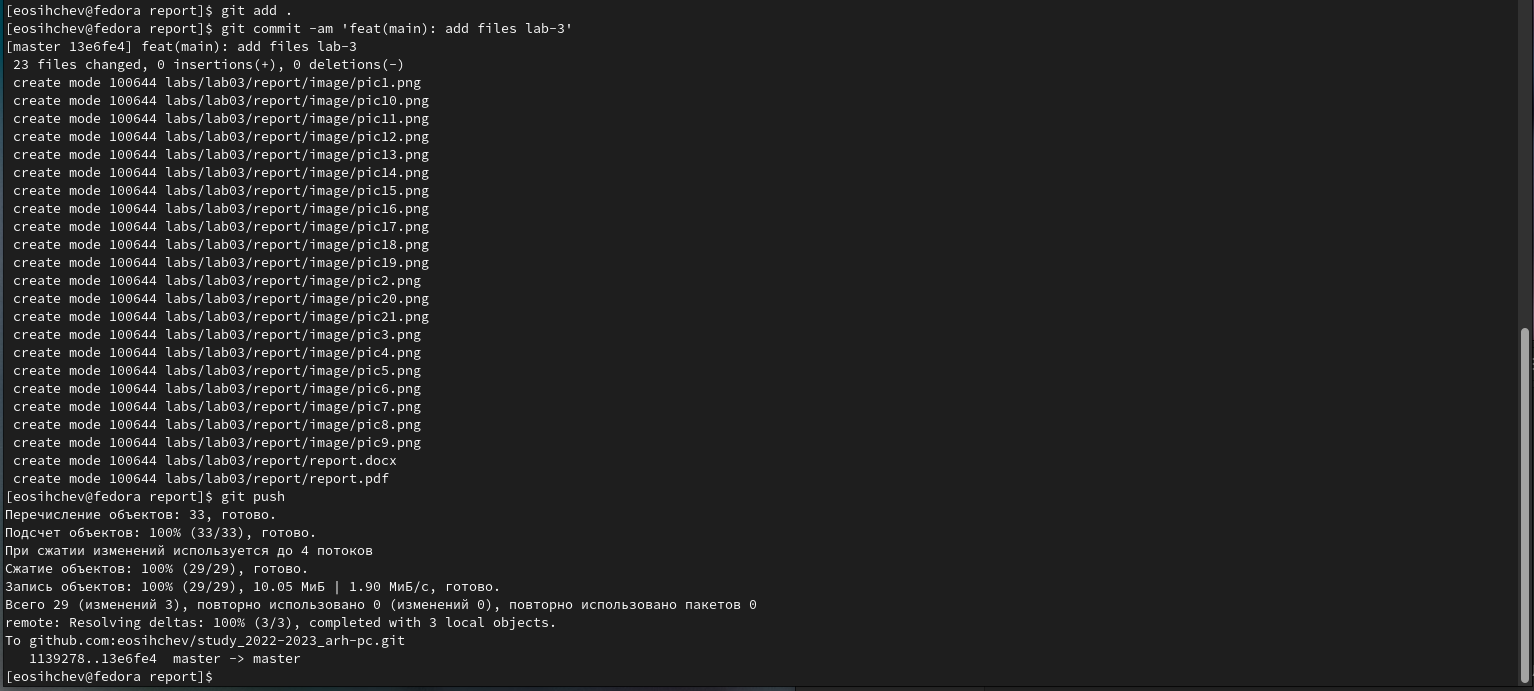 [eosihchev@fedora report]$ git add .
[eosihchev@fedora report]$ git commit -am 'feat(main): add files lab-3'
[master 13e6fe4] feat(main): add files lab-3
 23 files changed, 0 insertions(+), 0 deletions(-)
 create mode 100644 labs/lab03/report/image/pic1.png
 create mode 100644 labs/lab03/report/image/pic10.png
 create mode 100644 labs/lab03/report/image/pic11.png
 create mode 100644 labs/lab03/report/image/pic12.png
 create mode 100644 labs/lab03/report/image/pic13.png
 create mode 100644 labs/lab03/report/image/pic14.png
 create mode 100644 labs/lab03/report/image/pic15.png
 create mode 100644 labs/lab03/report/image/pic16.png
 create mode 100644 labs/lab03/report/image/pic17.png
 create mode 100644 labs/lab03/report/image/pic18.png
 create mode 100644 labs/lab03/report/image/pic19.png
 create mode 100644 labs/lab03/report/image/pic2.png
 create mode 100644 labs/lab03/report/image/pic20.png
 create mode 100644 labs/lab03/report/image/pic21.png
 create mode 100644 labs/lab03/report/image/pic3.png
 create mode 100644 labs/lab03/report/image/pic4.png
 create mode 100644 labs/lab03/report/image/pic5.png
 create mode 100644 labs/lab03/report/image/pic6.png
 create mode 100644 labs/lab03/report/image/pic7.png
 create mode 100644 labs/lab03/report/image/pic8.png
 create mode 100644 labs/lab03/report/image/pic9.png
 create mode 100644 labs/lab03/report/report.docx
 create mode 100644 labs/lab03/report/report.pdf
[eosihchev@fedora report]$ git push
Перечисление объектов: 33, готово.
Подсчет объектов: 100% (33/33), готово.
При сжатии изменений используется до 4 потоков
Сжатие объектов: 100% (29/29), готово.
Запись объектов: 100% (29/29), 10.05 МиБ | 1.90 МиБ/с, готово.
Всего 29 (изменений 3), повторно использовано 0 (изменений 0), повторно использовано пакетов 0
remote: Resolving deltas: 100% (3/3), completed with 3 local objects.
To github.com:eosihchev/study_2022-2023_arh-pc.git
   1139278..13e6fe4  master -> master
[eosihchev@fedora report]$